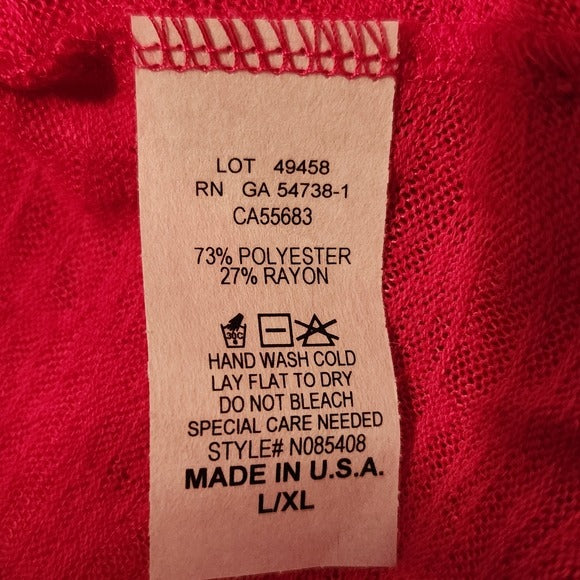 LOT 49458
RN GA 54738-1
CA55683
73% POLYESTER
27% RAYON
30C
HAND WASH COLD
LAY FLAT TO DRY
DO NOT BLEACH
SPECIAL CARE NEEDED
STYLE# N085408
MADE IN U.S.A.
L/XL